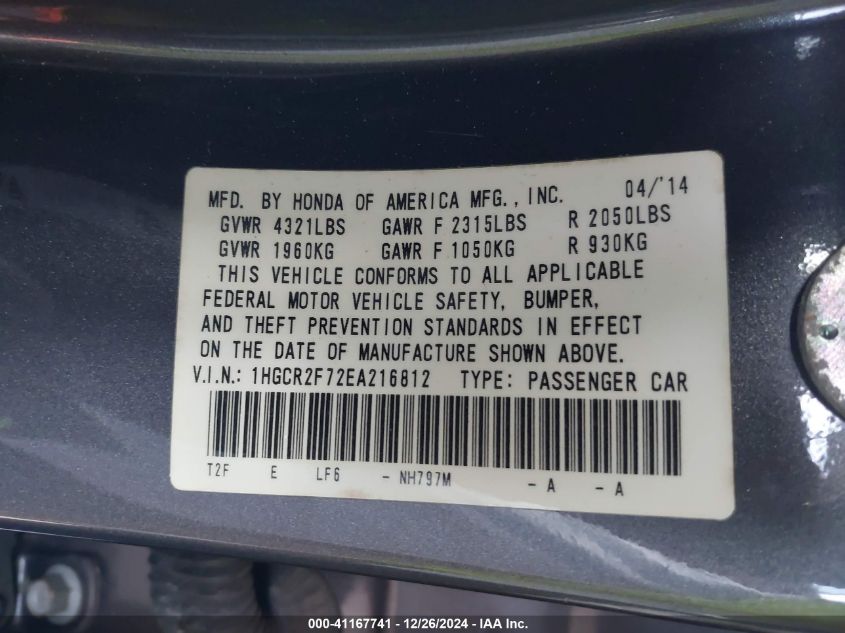 MFD. BY HONDA OF AMERICA MFG., INC. 04/'14
GVWR 4321LBS GAWR F 2315LBS R 2050LBS
GVWR 1960KG GAWR F 1050KG R 930KG
THIS VEHICLE CONFORMS TO ALL APPLICABLE
FEDERAL MOTOR VEHICLE SAFETY, BUMPER,
AND THEFT PREVENTION STANDARDS IN EFFECT
ON THE DATE OF MANUFACTURE SHOWN ABOVE.
V.I.N.: 1HGCR2F72EA216812 TYPE: PASSENGER CAR
T2F E LF6 - NH797M - A - A
000-41167741 - 12/26/2024 - IAA Inc.